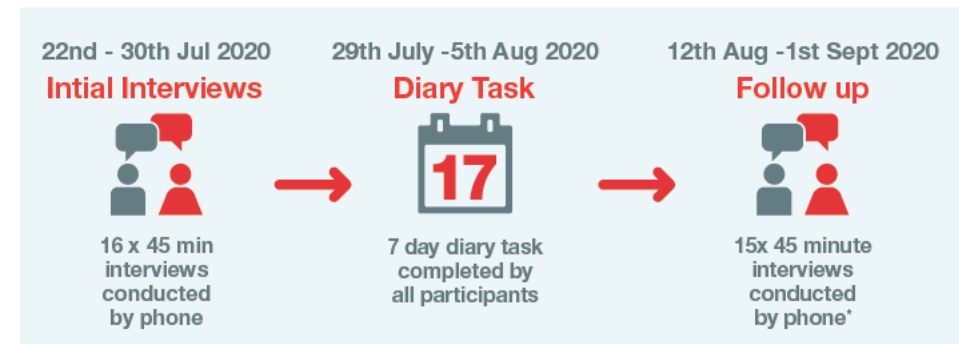 22nd - 30th Jul 2020
Intial Interviews
16 x 45 min
interviews
conducted
by phone
29th July -5th Aug 2020
Diary Task
17
7 day diary task
completed by
all participants
12th Aug -1st Sept 2020
Follow up
15x 45 minute
interviews
conducted
by phone*